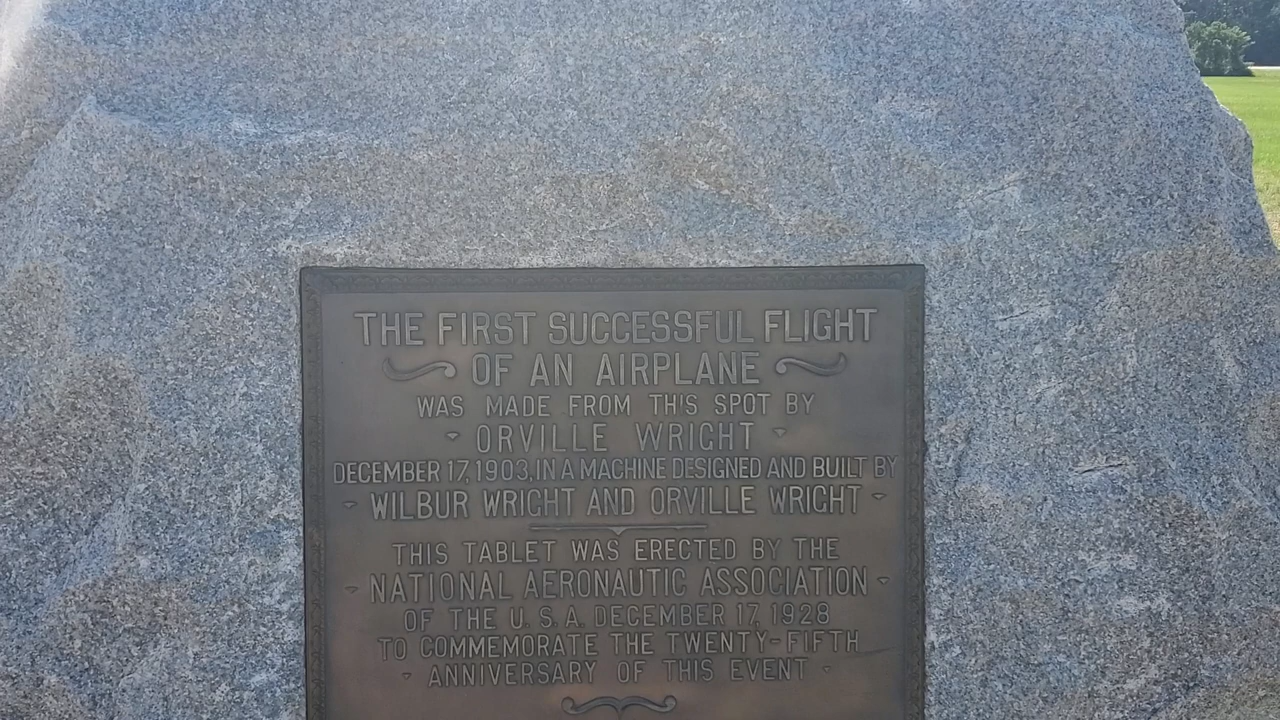 THE FIRST SUCCESSFUL FLIGHT
OF AN AIRPLANE
WAS MADE FROM THIS SPOT BY
ORVILLE WRIGHT
DECEMBER 17, 1903, IN A MACHINE DESIGNED AND BUILT BY
WILBUR WRIGHT AND ORVILLE WRIGHT
THIS TABLET WAS ERECTED BY THE
NATIONAL AERONAUTIC ASSOCIATION
OF THE U. S. A. DECEMBER 17, 1928
TO COMMEMORATE THE TWENTY-FIFTH
ANNIVERSARY OF THIS EVENT